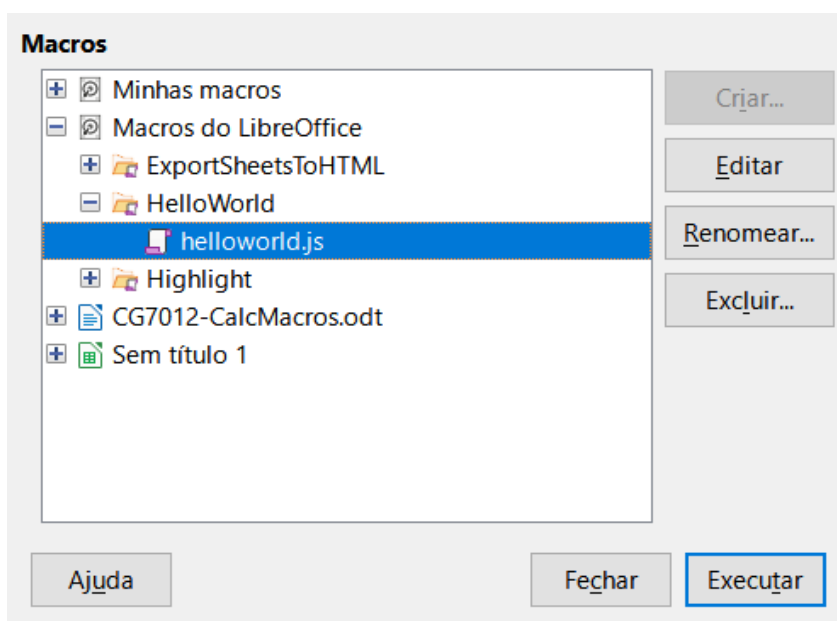 Macros
Minhas macros
Macros do LibreOffice
ExportSheetsToHTML
HelloWorld
helloworld.js
Highlight
CG7012-CalcMacros.odt
Sem título 1
Criar...
Editar
Renomear...
Excluir...
Ajuda
Fechar
Executar